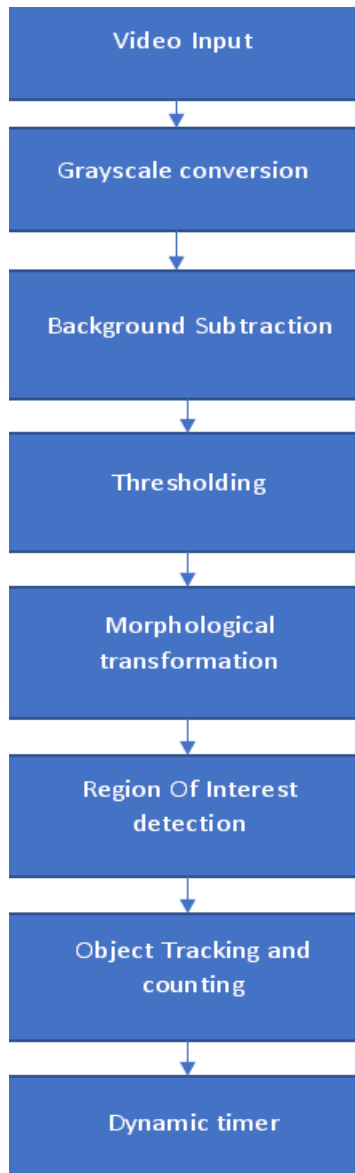 Video Input
Grayscale conversion
Background Subtraction
Thresholding
Morphological
transformation
Region Of Interest
detection
Object Tracking and
counting
Dynamic timer